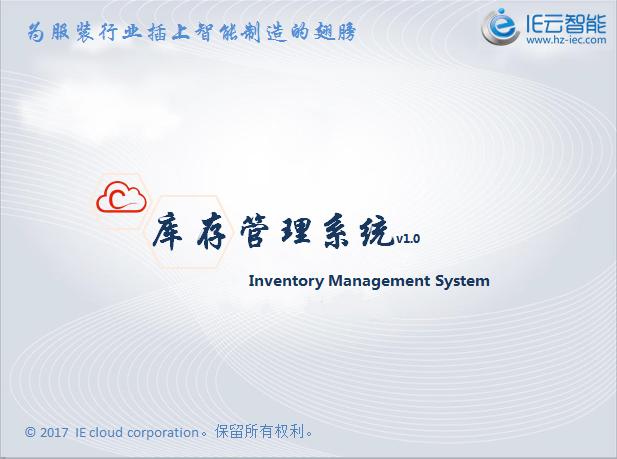 为服装行业插上智能制造的翅膀
e IE云智能
www.hz-iec.com
C
库存管理系统v1.0
Inventory Management System
© 2017 IE cloud corporation。保留所有权利。